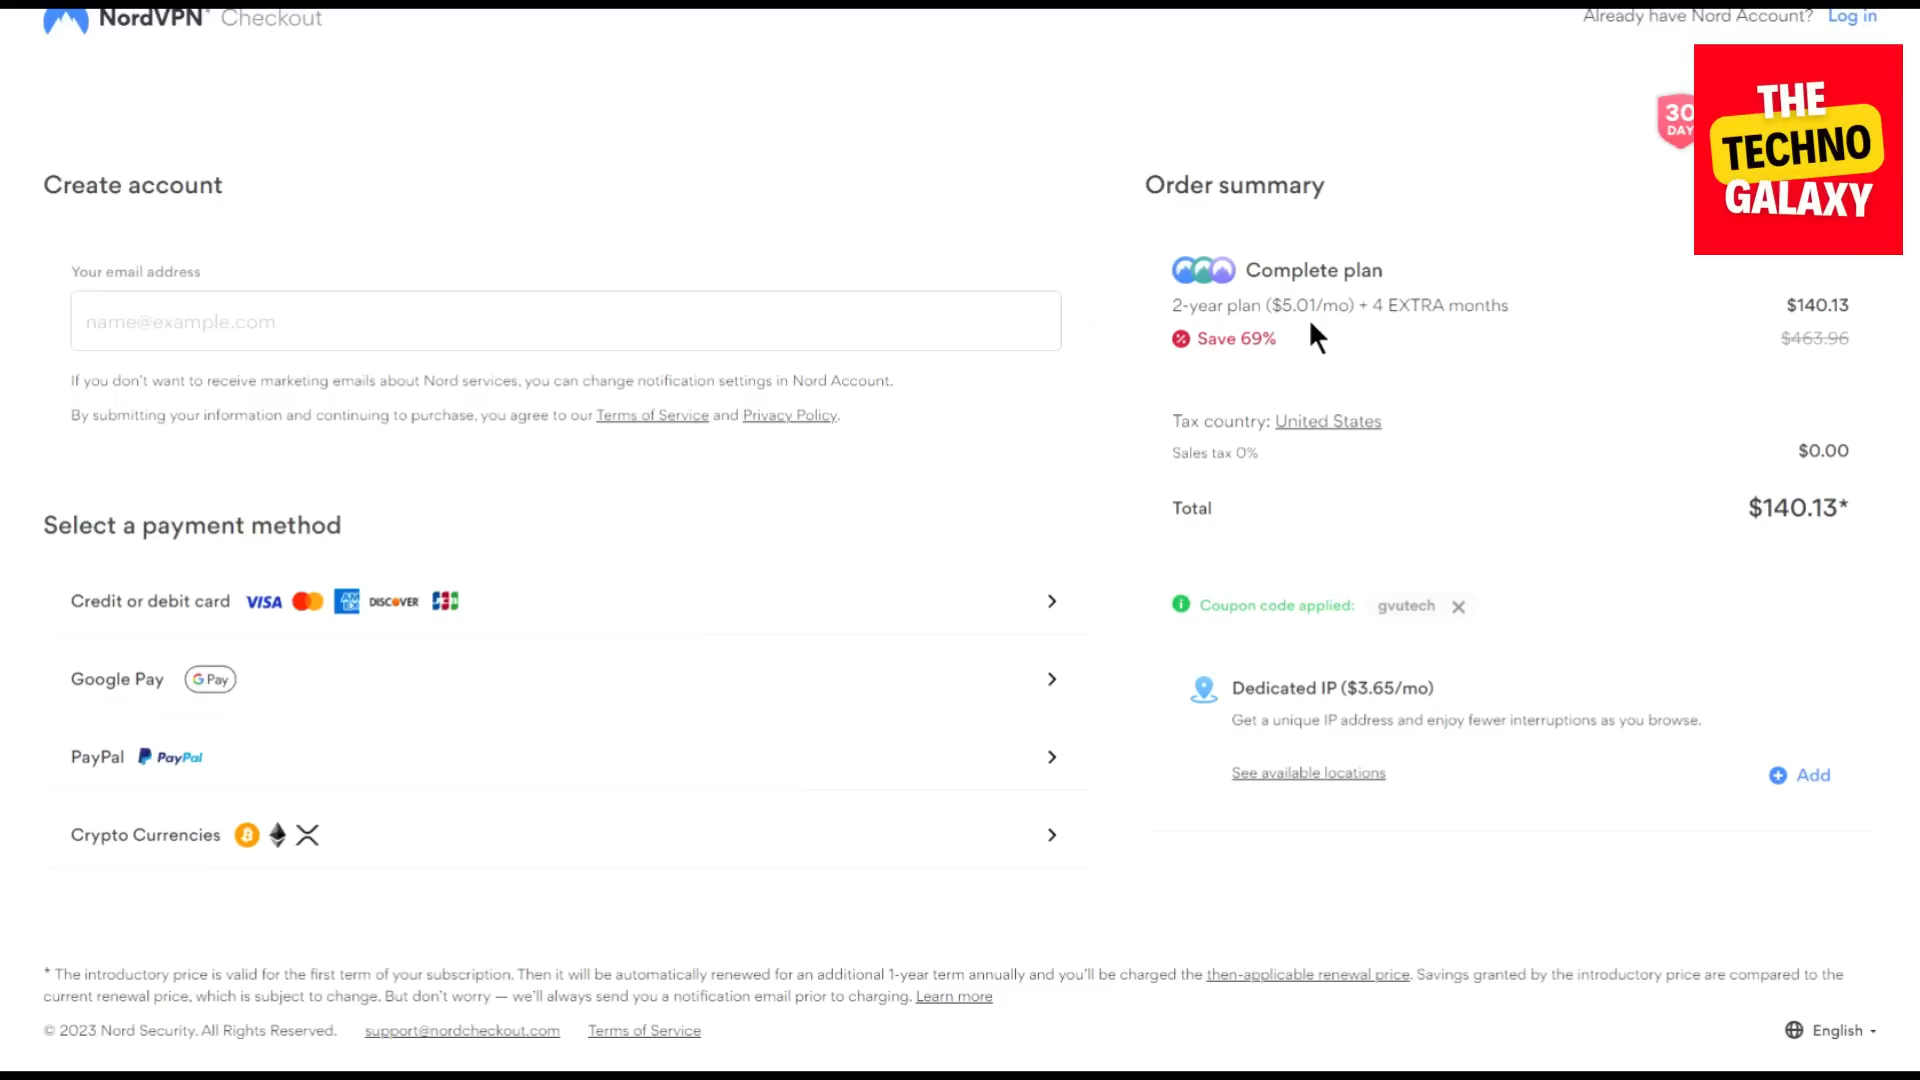 NordVPN® Checkout
Already have Nord Account? Log in
30
DAY
THE
TECHNO
GALAXY
Create account
Your email address
name@example.com
If you don't want to receive marketing emails about Nord services, you can change notification settings in Nord Account.
By submitting your information and continuing to purchase, you agree to our Terms of Service and Privacy Policy.
Select a payment method
Credit or debit card VISA AMEX DISCOVER JCB
Google Pay G Pay
PayPal PayPal
Crypto Currencies
Order summary
Complete plan
2-year plan ($5.01/mo) + 4 EXTRA months $140.13
Save 69% $463.96
Tax country: United States
Sales tax 0% $0.00
Total $140.13*
Coupon code applied: gvutech
Dedicated IP ($3.65/mo)
Get a unique IP address and enjoy fewer interruptions as you browse.
See available locations
Add
* The introductory price is valid for the first term of your subscription. Then it will be automatically renewed for an additional 1-year term annually and you'll be charged the then-applicable renewal price. Savings granted by the introductory price are compared to the
current renewal price, which is subject to change. But don't worry — we'll always send you a notification email prior to charging. Learn more
© 2023 Nord Security. All Rights Reserved. support@nordcheckout.com Terms of Service
English